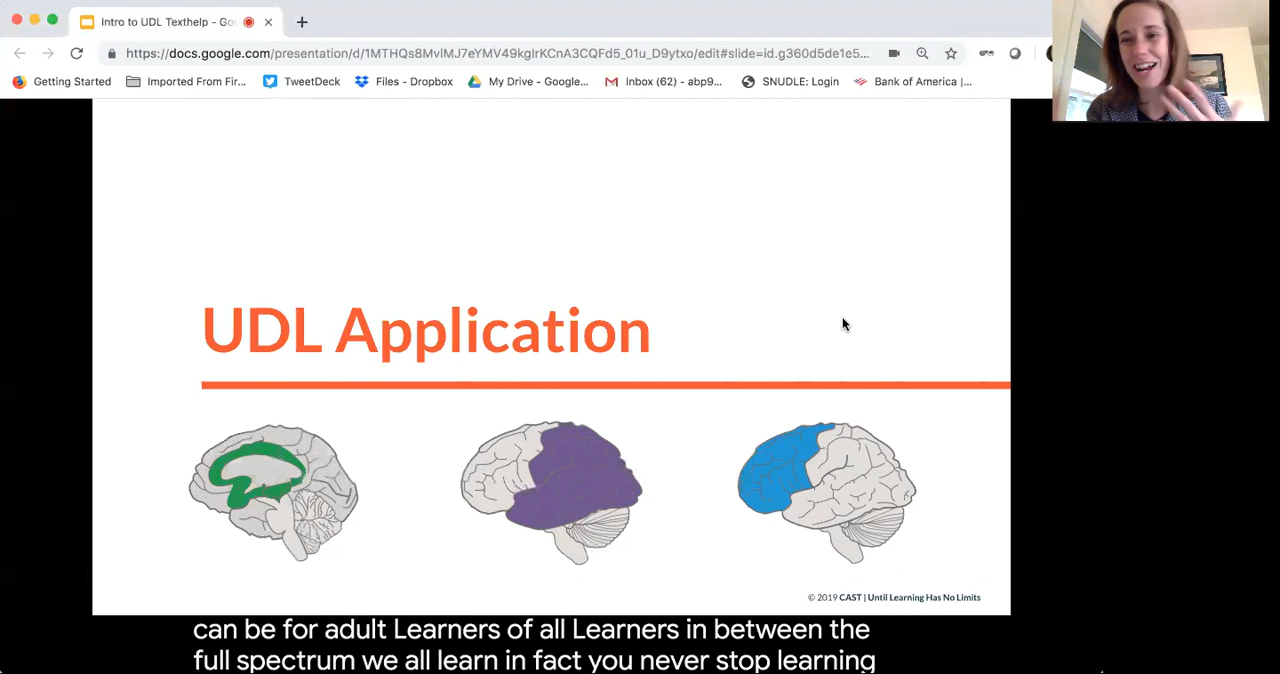 Intro to UDL Texthelp - Go
https://docs.google.com/presentation/d/1MTHQs8MvlMJ7eYMV49kglrKCnA3CQFd5_01u_D9ytxo/edit#slide=id.g360d5de1e5...
Getting Started Imported From Fir... TweetDeck Files - Dropbox My Drive - Google... Inbox (62) - abp9... SNUDLE: Login Bank of America |...
UDL Application
© 2019 CAST | Until Learning Has No Limits
can be for adult Learners of all Learners in between the
full spectrum we all learn in fact you never stop learning